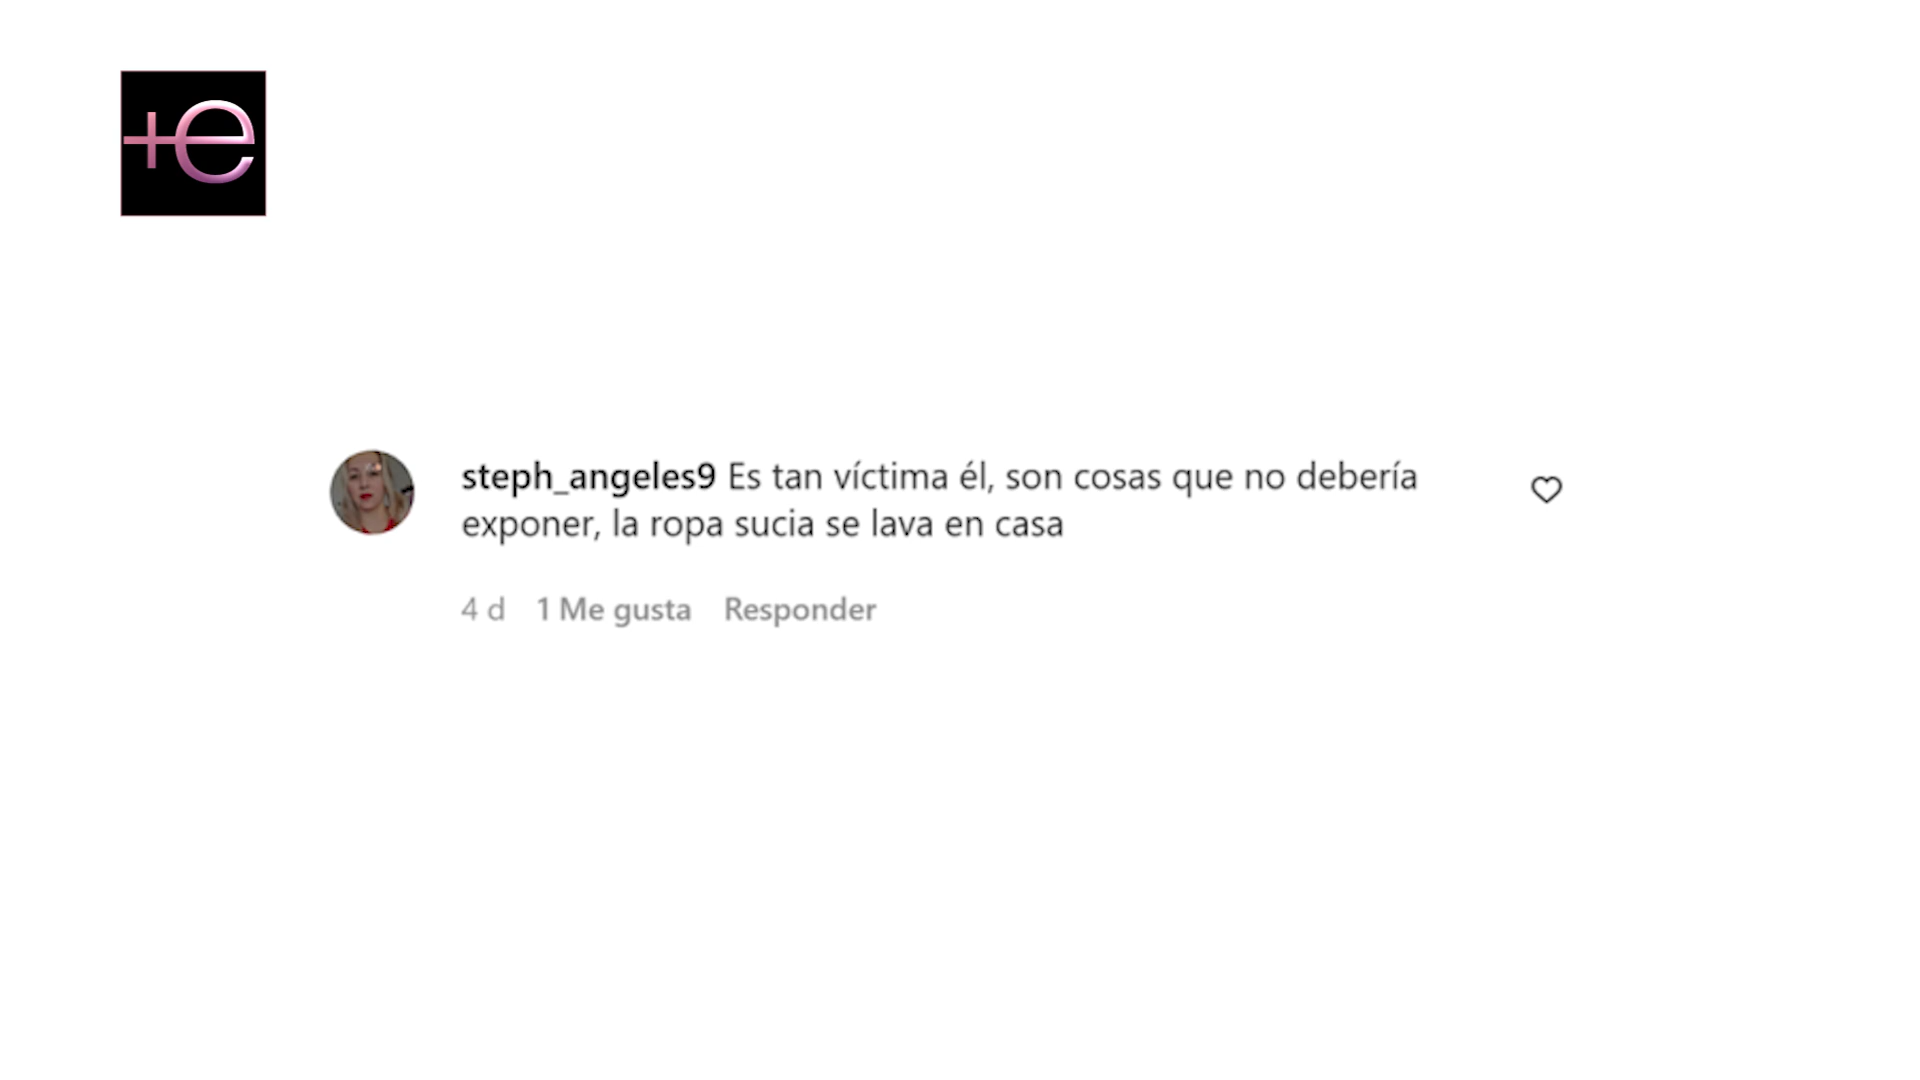 +e
steph_angeles9 Es tan víctima él, son cosas que no debería
exponer, la ropa sucia se lava en casa
4 d 1 Me gusta Responder